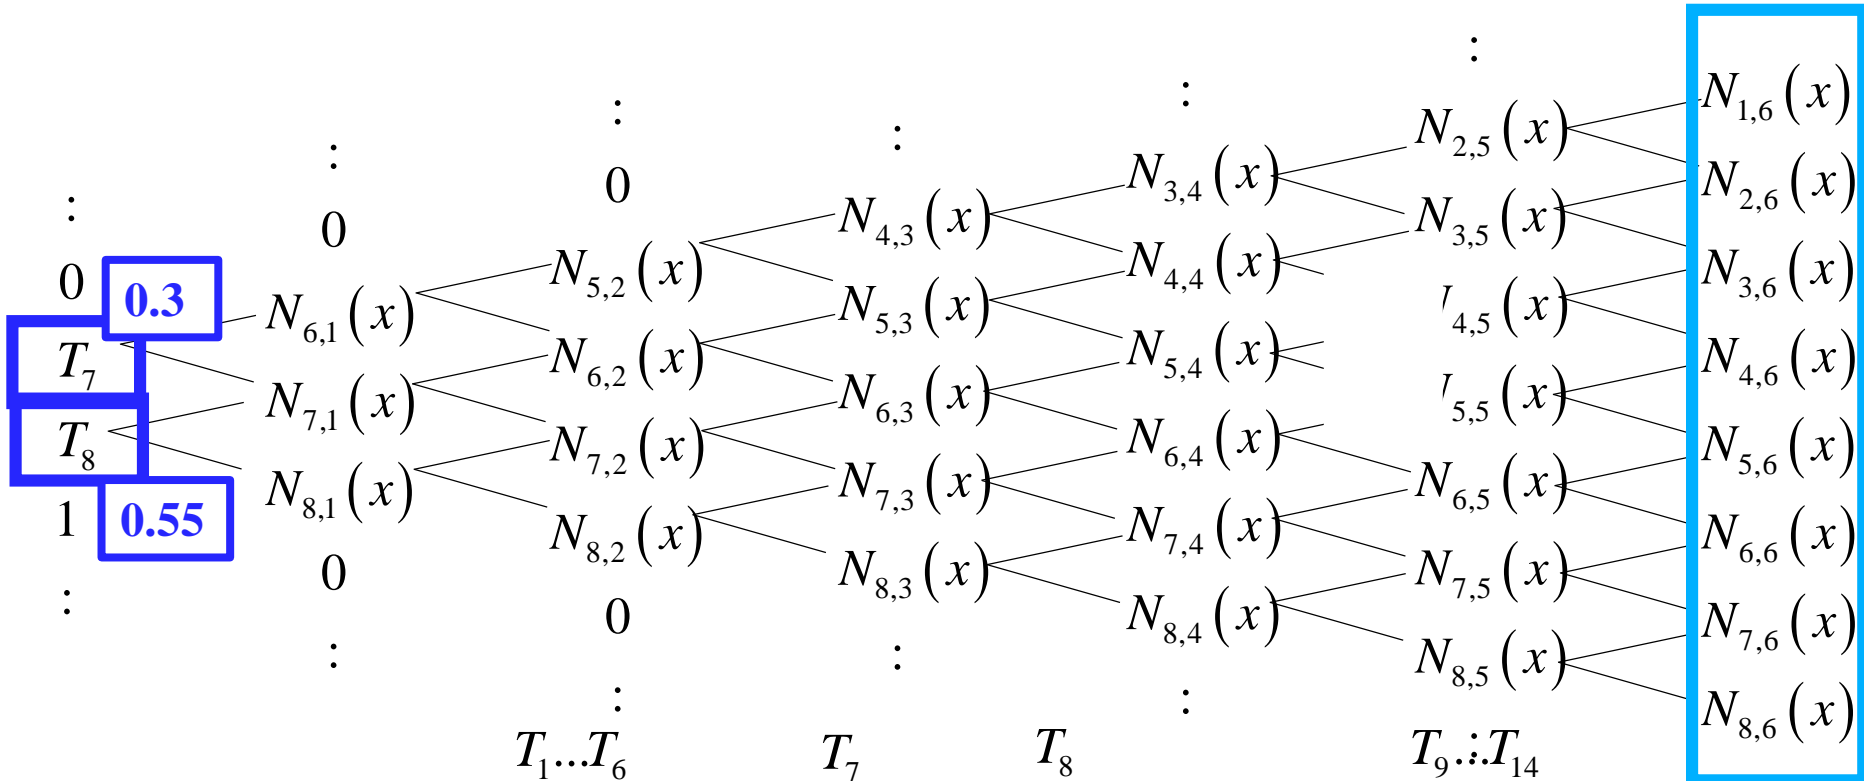 :
0
0.3
T7
T8
1
0.55
:
:
0
N6,1(x)
N7,1(x)
N8,1(x)
0
:
:
0
N5,2(x)
N6,2(x)
N7,2(x)
N8,2(x)
0
:
:
N4,3(x)
N5,3(x)
N6,3(x)
N7,3(x)
N8,3(x)
:
:
N3,4(x)
N4,4(x)
N5,4(x)
N6,4(x)
N7,4(x)
N8,4(x)
:
:
N2,5(x)
N3,5(x)
4,5(x)
5,5(x)
N6,5(x)
N7,5(x)
N8,5(x)
:
N1,6(x)
N2,6(x)
N3,6(x)
N4,6(x)
N5,6(x)
N6,6(x)
N7,6(x)
N8,6(x)
T1...T6 T7 T8 T9...T14